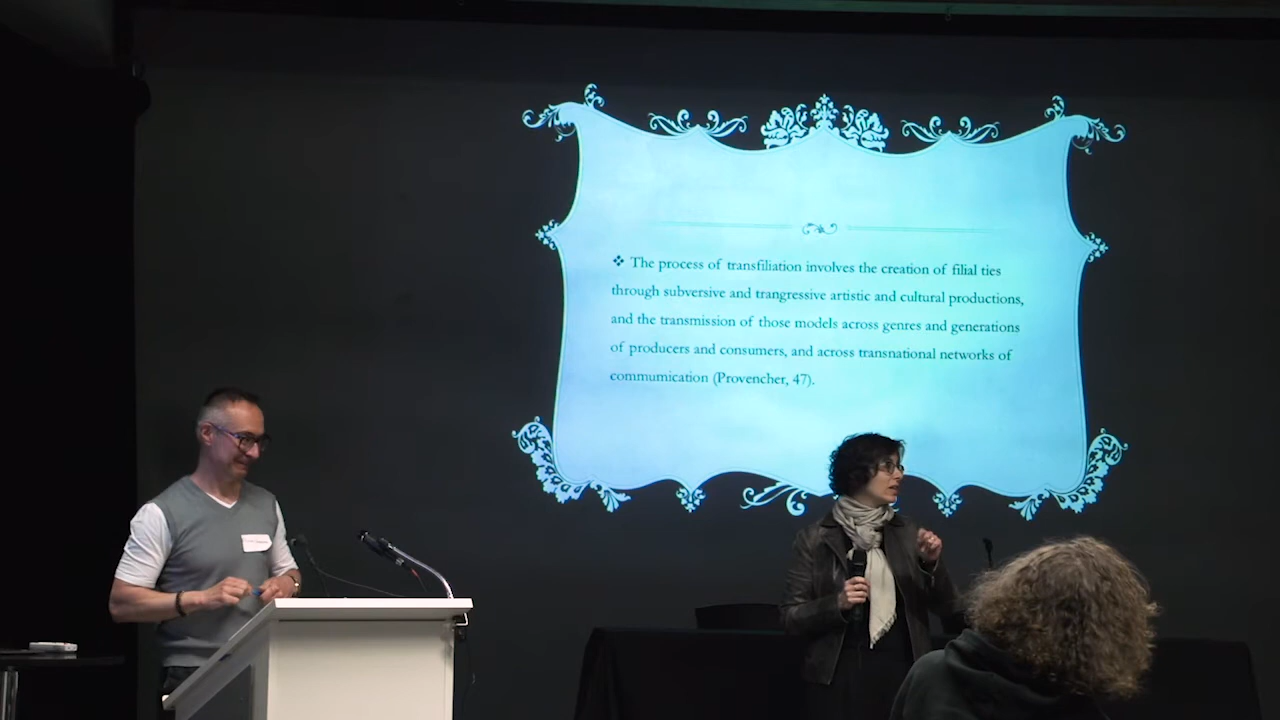 ❖ The process of transfiliation involves the creation of filial ties
through subversive and trangressive artistic and cultural productions,
and the transmission of those models across genres and generations
of producers and consumers, and across transnational networks of
commumication (Provencher, 47).